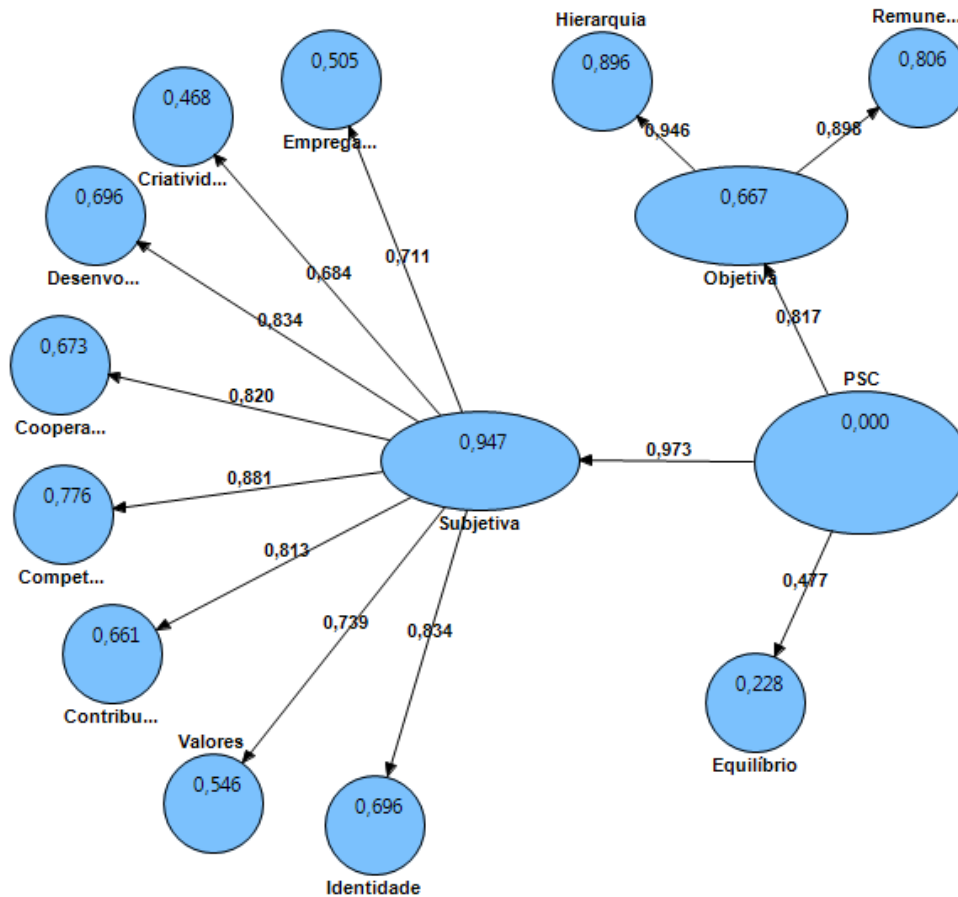 Hierarquia
0,896
Remune...
0,806
0,505
Emprega...
0,468
Criativid...
0,696
Desenvo...
0,946
0,898
0,667
Objetiva
0,711
0,684
0,834
0,817
0,673
Coopera...
0,820
PSC
0,000
0,947
Subjetiva
0,973
0,776
Compet...
0,881
0,813
0,477
0,739
0,834
0,661
Contribu...
0,228
Equilíbrio
Valores
0,546
0,696
Identidade